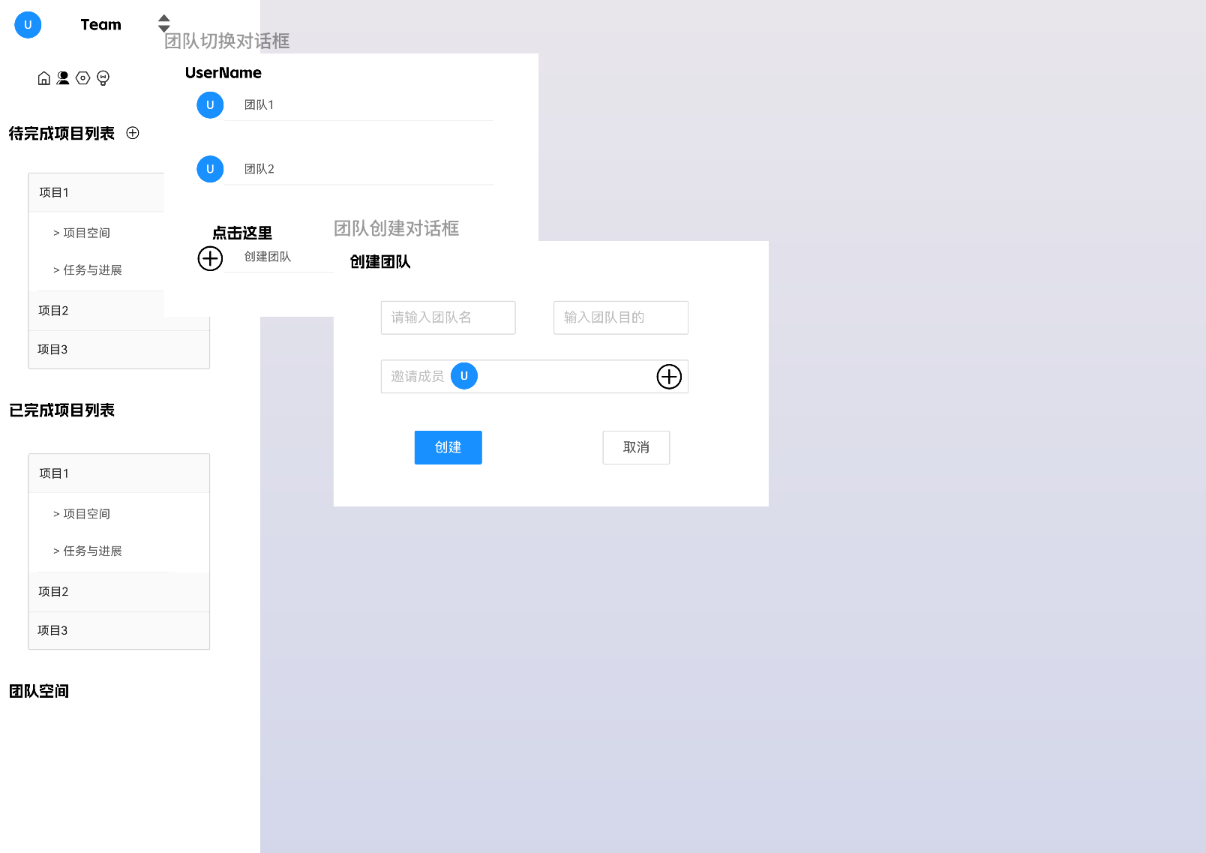 U
Team
团队切换对话框
UserName
U
团队1
U
团队2
点击这里
创建团队
待完成项目列表
项目1
> 项目空间
> 任务与进展
项目2
项目3
团队创建对话框
创建团队
请输入团队名
输入团队目的
邀请成员
U
创建
取消
已完成项目列表
项目1
> 项目空间
> 任务与进展
项目2
项目3
团队空间